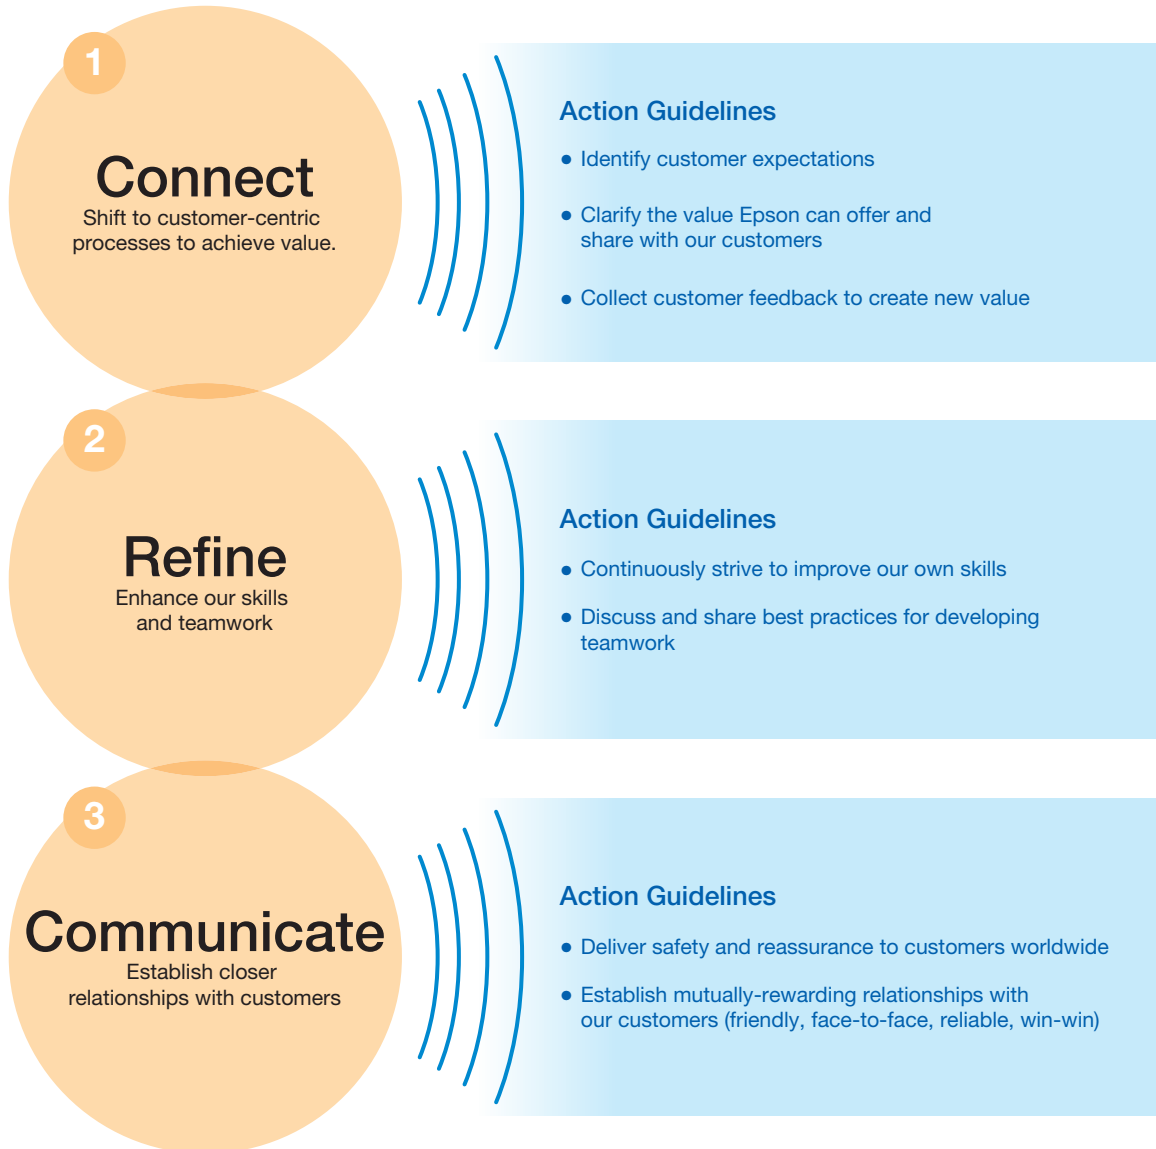 1
Connect
Shift to customer-centric
processes to achieve value.
Action Guidelines
• Identify customer expectations
• Clarify the value Epson can offer and
share with our customers
• Collect customer feedback to create new value
2
Refine
Enhance our skills
and teamwork
Action Guidelines
• Continuously strive to improve our own skills
• Discuss and share best practices for developing
teamwork
3
Communicate
Establish closer
relationships with customers
Action Guidelines
• Deliver safety and reassurance to customers worldwide
• Establish mutually-rewarding relationships with
our customers (friendly, face-to-face, reliable, win-win)